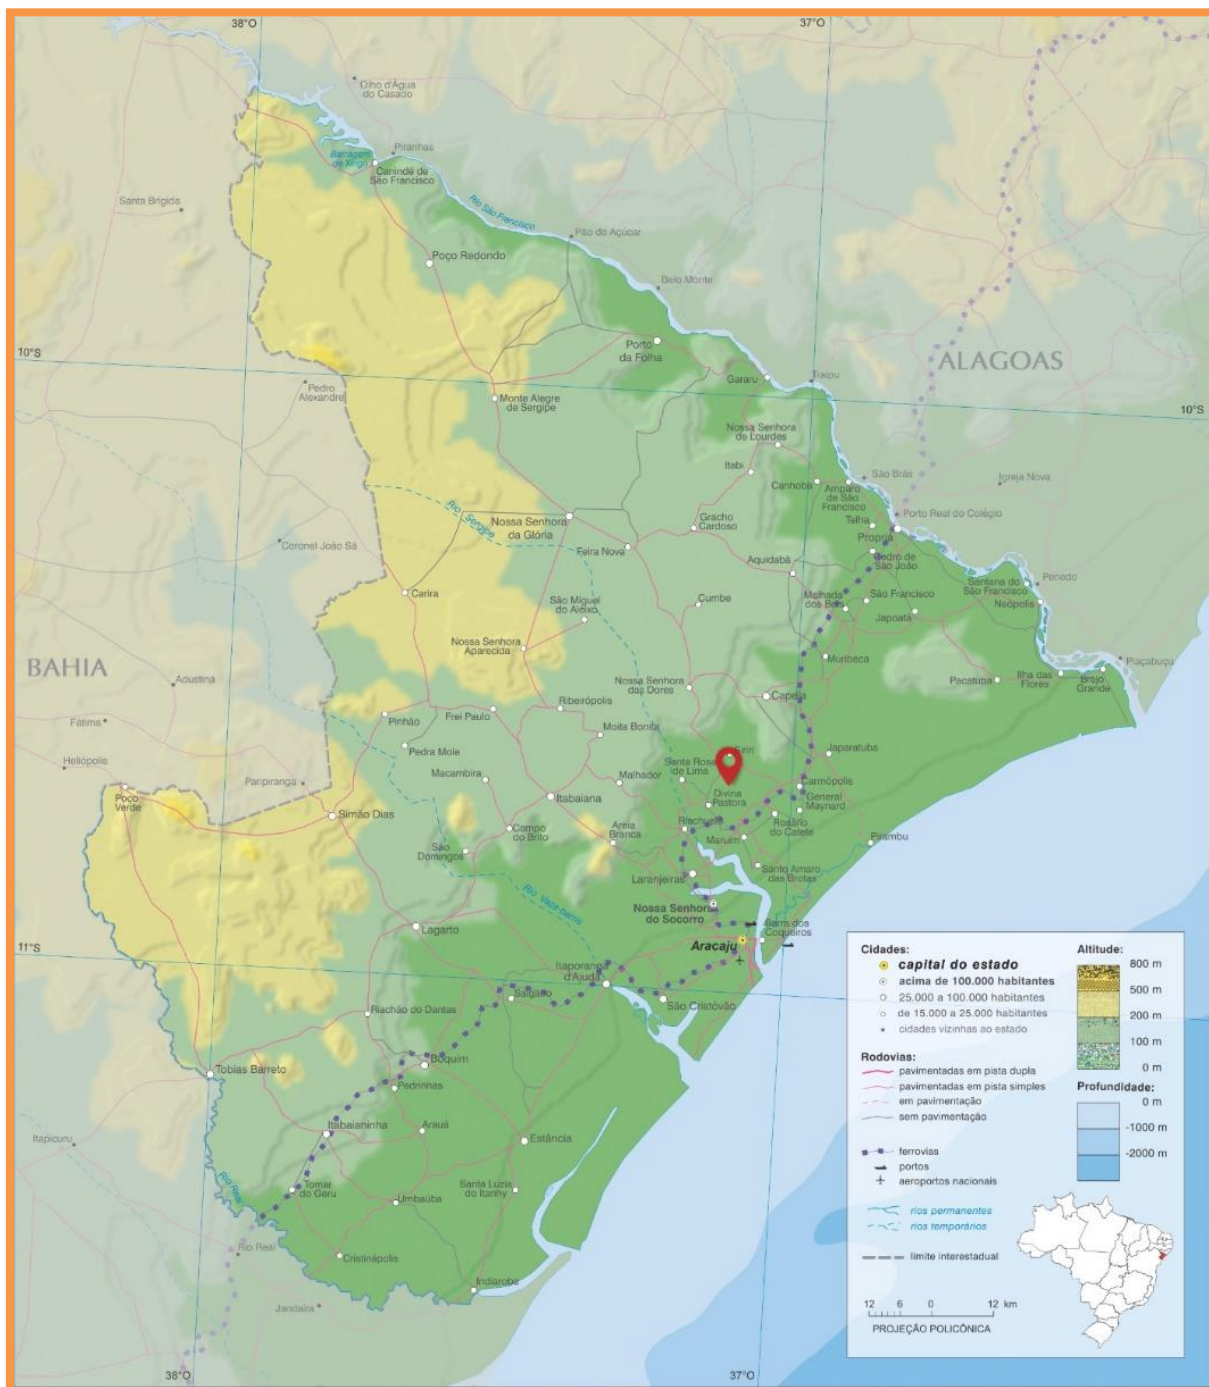 38°O
37°O
Olho d'Água
do Casado
Piranhas
Barragem
de Xingó
Canindé de
São Francisco
Santa Brígida
Rio São Francisco
Pão de Açúcar
Poço Redondo
Belo Monte
10°S
Porto
da Folha
ALAGOAS
Gararu
Traipu
Pedro
Alexandre
Monte Alegre
de Sergipe
10°S
Nossa Senhora
de Lourdes
Itabi
São Brás
Canhoba
Amparo
de São
Francisco
Igreja Nova
Rio Sergipe
Nossa Senhora
da Glória
Gracho
Cardoso
Telha
Porto Real do Colégio
Propriá
Coronel João Sá
Feira Nova
Aquidabã
Cedro de
São João
Santana do
São Francisco
Penedo
Carira
São Miguel
do Aleixo
Cumbe
Malhada
dos Bois
São Francisco
Neópolis
Japoatã
Nossa Senhora
Aparecida
BAHIA
Muribeca
Piaçabuçu
Adustina
Nossa Senhora
das Dores
Capela
Pacatuba
Ilha das
Flores
Brejo
Grande
Ribeirópolis
Fátima
Pinhão
Frei Paulo
Moita Bonita
Pedra Mole
Siriri
Japaratuba
Heliópolis
Paripiranga
Macambira
Malhador
Santa Rosa
de Lima
Carmópolis
Poço
Verde
Itabaiana
Divina
Pastora
General
Maynard
Simão Dias
Campo
do Brito
Areia
Branca
Riachuelo
Rosário
do Catete
Maruim
Pirambu
São
Domingos
Laranjeiras
Santo Amaro
das Brotas
Rio Vaza-barris
Nossa Senhora
do Socorro
Lagarto
Barra dos
Coqueiros
Aracaju
11°S
Itaporanga
d'Ajuda
Salgado
São Cristóvão
Riachão do Dantas
Boquim
Tobias Barreto
Pedrinhas
Itapicuru
Itabaianinha
Arauá
Estância
Rio Real
Tomar
do Geru
Umbaúba
Santa Luzia
do Itanhy
Rio Real
Cristinápolis
Indiaroba
Jandaíra
38°O
37°O
Cidades:
capital do estado
acima de 100.000 habitantes
25.000 a 100.000 habitantes
de 15.000 a 25.000 habitantes
cidades vizinhas ao estado
Rodovias:
pavimentadas em pista dupla
pavimentadas em pista simples
em pavimentação
sem pavimentação
ferrovias
portos
aeroportos nacionais
rios permanentes
rios temporários
limite interestadual
12 6 0 12 km
PROJEÇÃO POLICÔNICA
Altitude:
800 m
500 m
200 m
100 m
0 m
Profundidade:
0 m
-1000 m
-2000 m